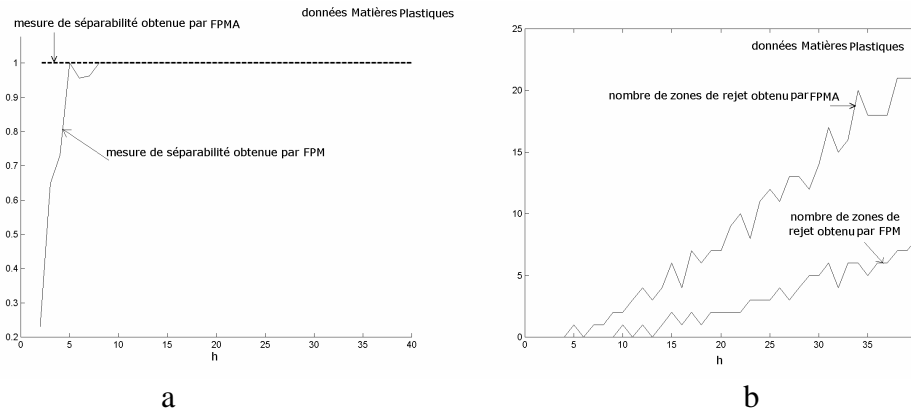 données Matières Plastiques
mesure de séparabilité obtenue par FPMA
1
0.9
0.8
0.7
0.6
0.5
0.4
0.3
0.2
mesure de séparabilité obtenue par FPM
0 5 10 15 20 25 30 35 40
h
a
25
20
15
10
5
0
données Matières Plastiques
nombre de zones de rejet obtenu par FPMA
nombre de zones de
rejet obtenu par FPM
0 5 10 15 20 25 30 35
h
b